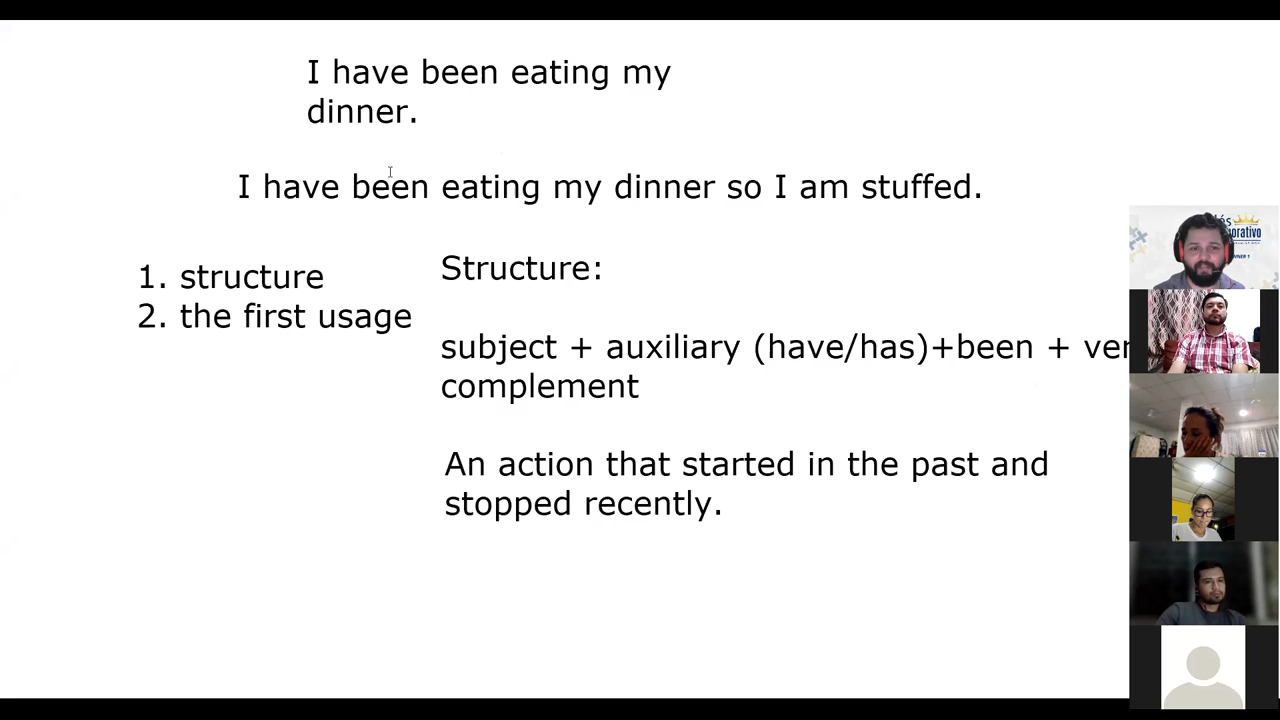 I have been eating my
dinner.
I have been eating my dinner so I am stuffed.
1. structure
2. the first usage
Structure:
subject + auxiliary (have/has)+been +
complement
An action that started in the past and
stopped recently.